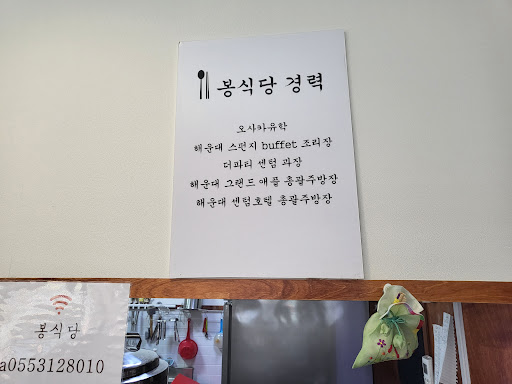 봉식당 경력
오사카유학
해운대 스펀지 buffet 조리장
더파티 센텀 과장
해운대 그랜드 애플 총괄주방장
해운대 센텀호텔 총괄주방장
봉식당
a0553128010